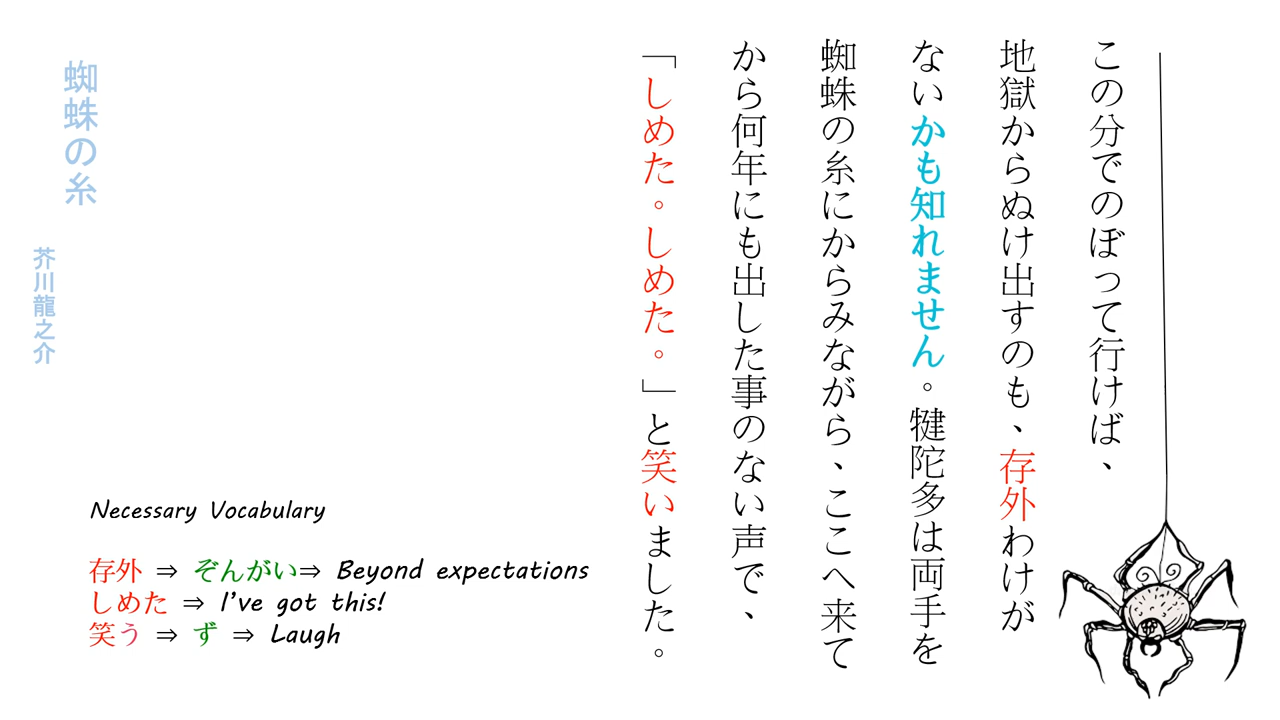 この分でのぼって行けば、
地獄からぬけ出すのも、存外わけが
ないかも知れません。犍陀多は両手を
蜘蛛の糸にからみながら、ここへ来て
から何年にも出した事のない声で、
「しめた。しめた。」と笑いました。
蜘蛛の糸
芥川龍之介
Necessary Vocabulary
存外 ⇒ ぞんがい⇒ Beyond expectations
しめた ⇒ I've got this!
笑う ⇒ ず ⇒ Laugh